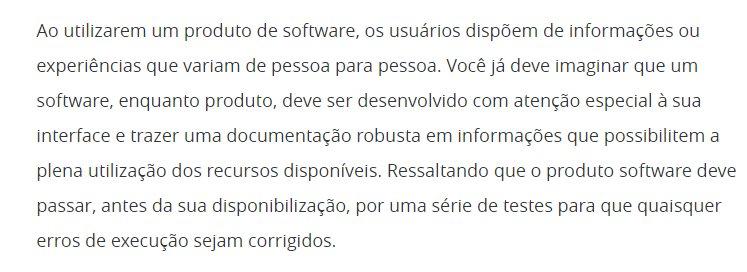 Ao utilizarem um produto de software, os usuários dispõem de informações ou
experiências que variam de pessoa para pessoa. Você já deve imaginar que um
software, enquanto produto, deve ser desenvolvido com atenção especial à sua
interface e trazer uma documentação robusta em informações que possibilitem a
plena utilização dos recursos disponíveis. Ressaltando que o produto software deve
passar, antes da sua disponibilização, por uma série de testes para que quaisquer
erros de execução sejam corrigidos.